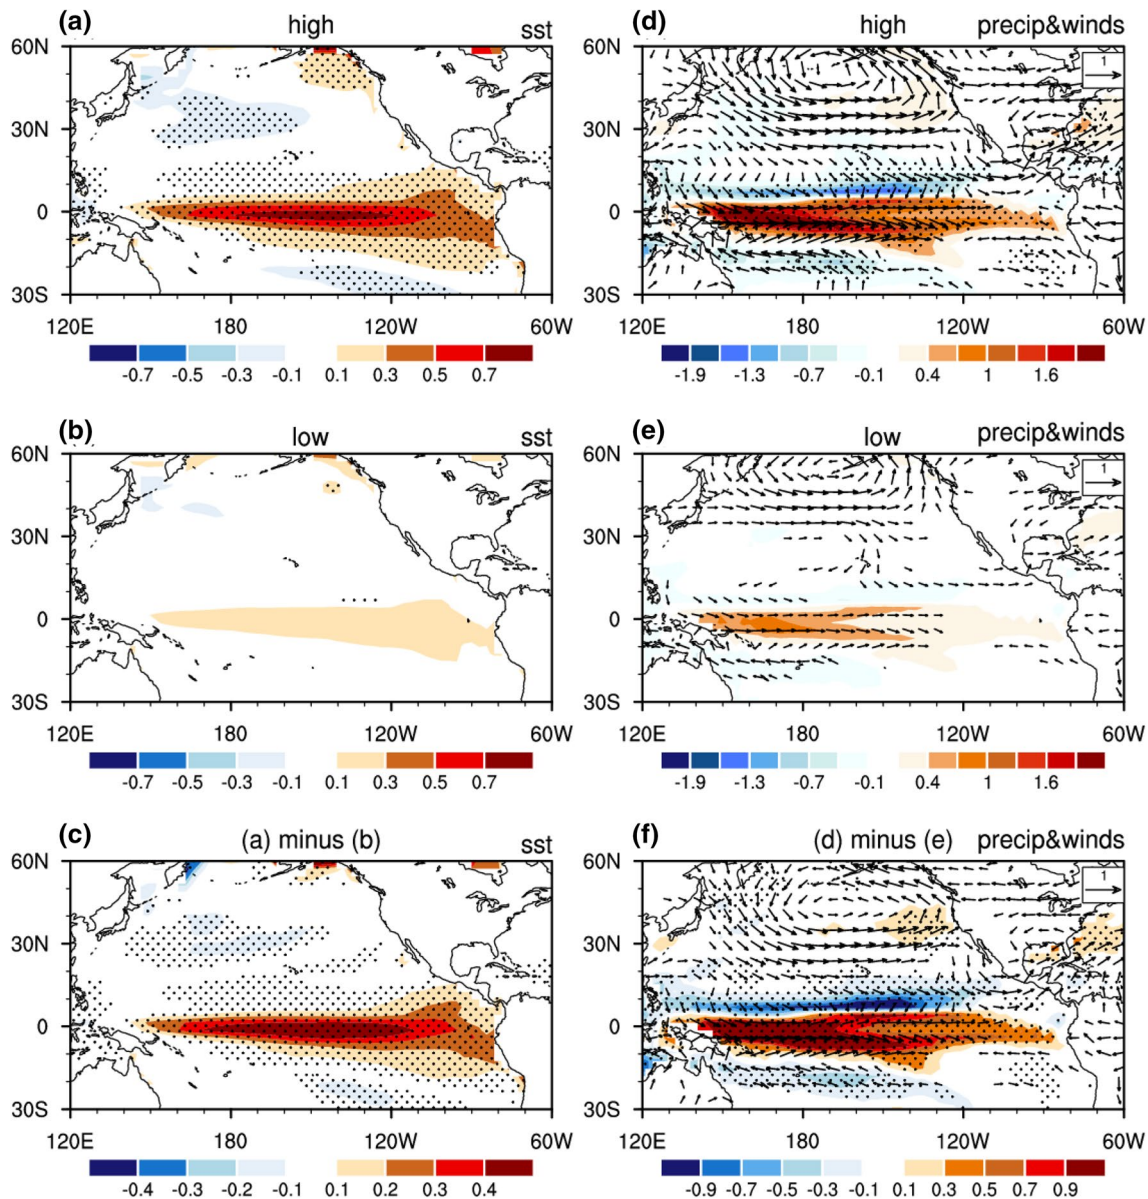 (a) high sst
60N
30N
0
30S
120E 180 120W 60W
-0.7 -0.5 -0.3 -0.1 0.1 0.3 0.5 0.7
(d) high precip&winds
1
60N
30N
0
30S
120E 180 120W 60W
-1.9 -1.3 -0.7 -0.1 0.4 1 1.6
(b) low sst
60N
30N
0
30S
120E 180 120W 60W
-0.7 -0.5 -0.3 -0.1 0.1 0.3 0.5 0.7
(e) low precip&winds
1
60N
30N
0
30S
120E 180 120W 60W
-1.9 -1.3 -0.7 -0.1 0.4 1 1.6
(c) (a) minus (b) sst
60N
30N
0
30S
120E 180 120W 60W
-0.4 -0.3 -0.2 -0.1 0.1 0.2 0.3 0.4
(f) (d) minus (e) precip&winds
1
60N
30N
0
30S
120E 180 120W 60W
-0.9 -0.7 -0.5 -0.3 -0.1 0.1 0.3 0.5 0.7 0.9